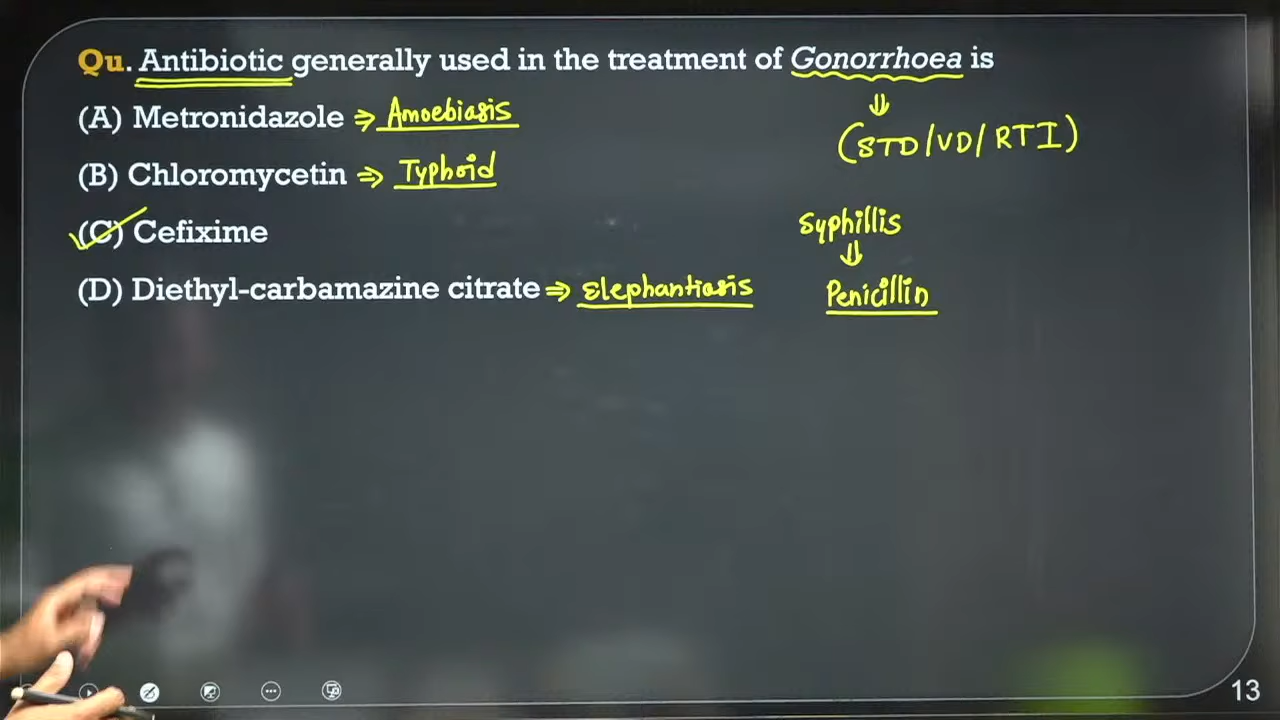 Qu. Antibiotic generally used in the treatment of Gonorrhoea is
(A) Metronidazole ⇒ Amoebiasis
(STD/VD/RTI)
(B) Chloromycetin ⇒ Typhoid
(C) Cefixime
Syphillis
⇓
(D) Diethyl-carbamazine citrate ⇒ Elephantiasis
Penicillin
13